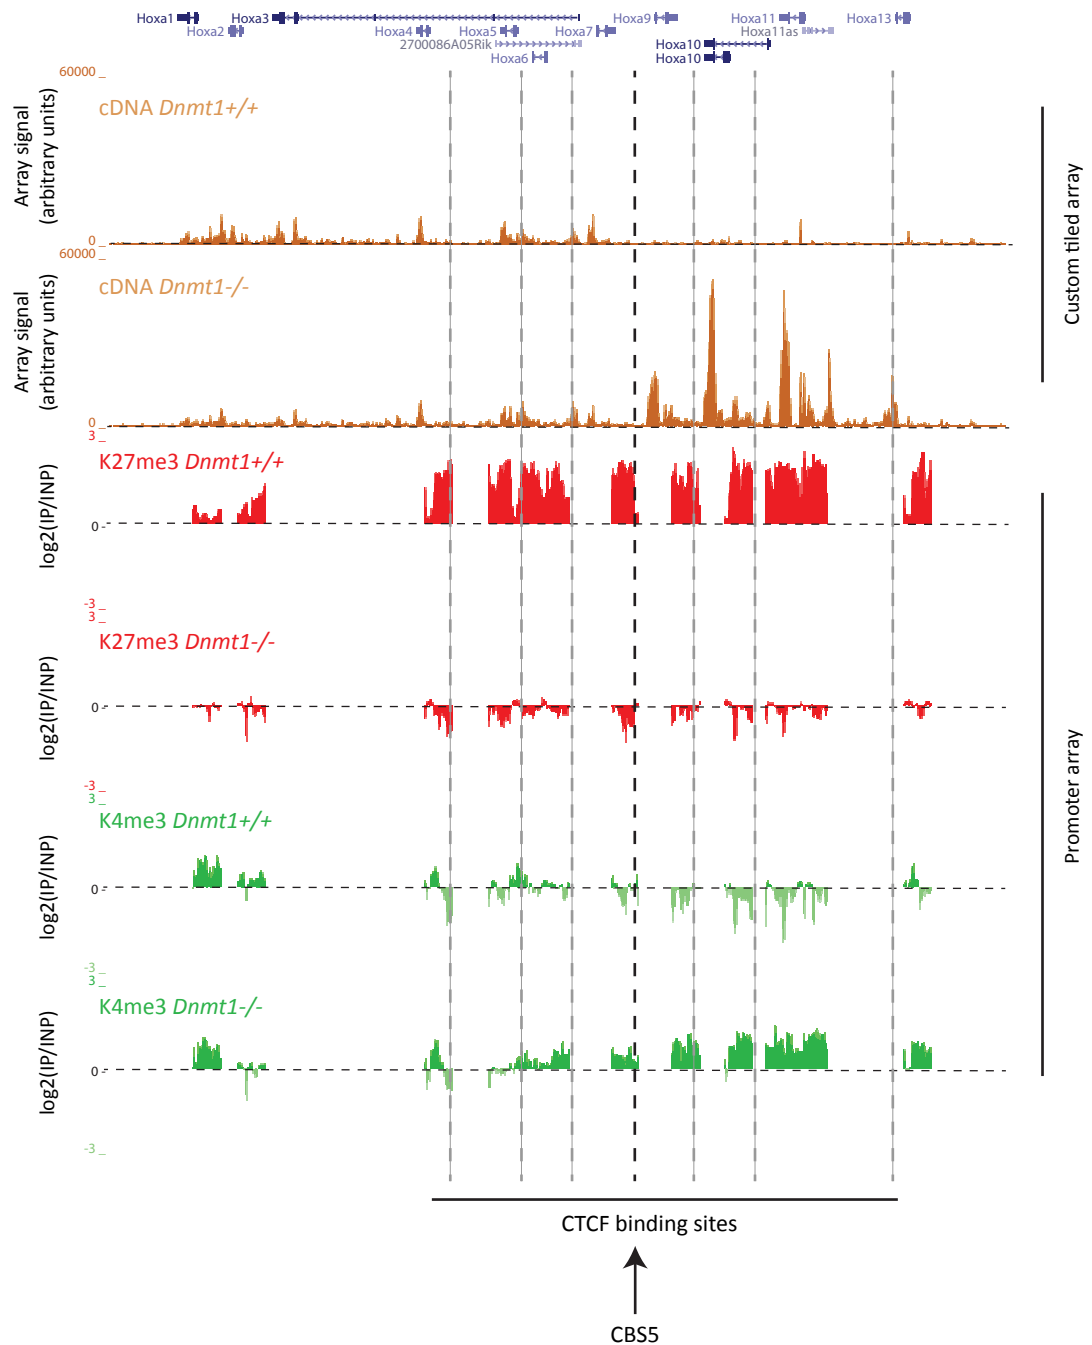 Hoxa1
Hoxa3
Hoxa9
Hoxa11
Hoxa13
Hoxa2
Hoxa4
Hoxa5
Hoxa7
Hoxa11as
2700086A05Rik
Hoxa10
Hoxa6
Hoxa10
60000
cDNA Dnmt1+/+
Array signal
(arbitrary units)
0
60000
cDNA Dnmt1-/-
Array signal
(arbitrary units)
0
Custom tiled array
3
K27me3 Dnmt1+/+
log2(IP/INP)
0
-3
3
K27me3 Dnmt1-/-
log2(IP/INP)
0
-3
3
K4me3 Dnmt1+/+
log2(IP/INP)
0
-3
3
K4me3 Dnmt1-/-
log2(IP/INP)
0
-3
Promoter array
CTCF binding sites
CBS5